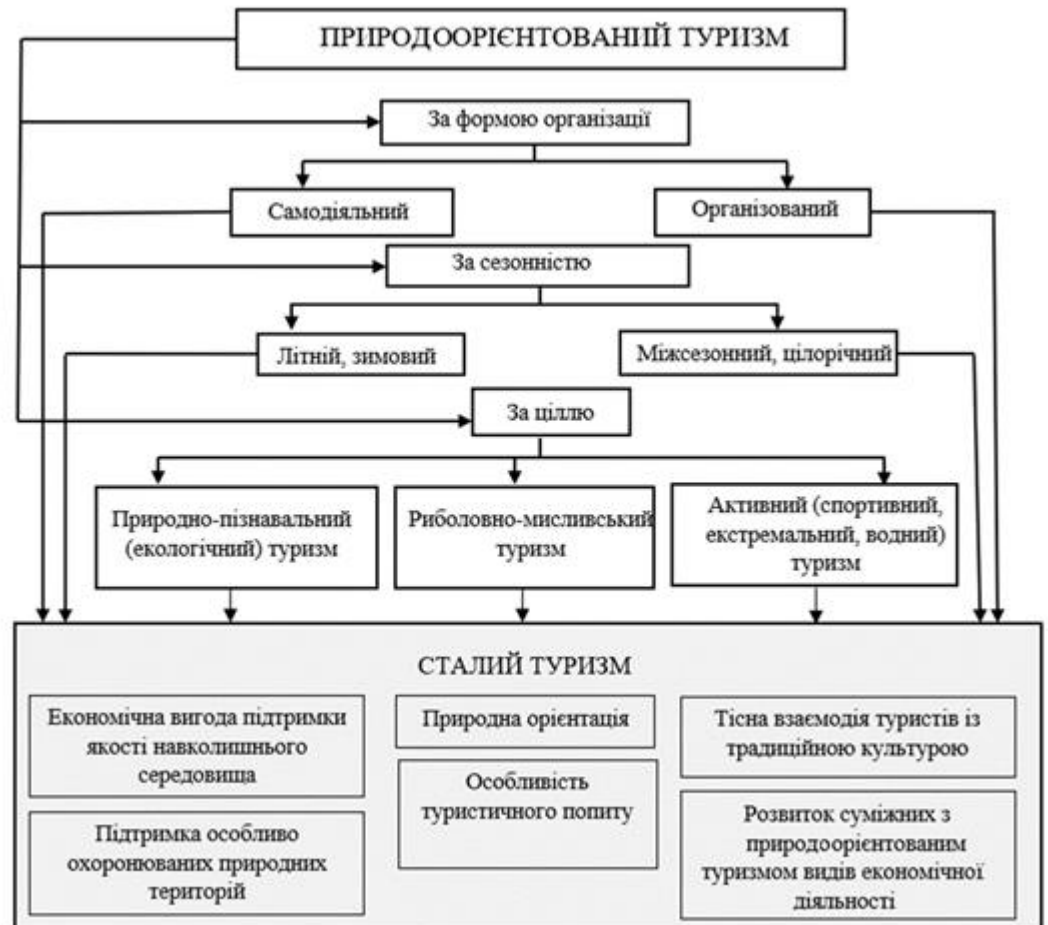 ПРИРОДООРІЄНТОВАНИЙ ТУРИЗМ
За формою організації
Самодіяльний
Організований
За сезонністю
Літній, зимовий
Міжсезонний, цілорічний
За ціллю
Природно-пізнавальний
(екологічний) туризм
Риболовно-мисливський
туризм
Активний (спортивний,
екстремальний, водний)
туризм
СТАЛИЙ ТУРИЗМ
Економічна вигода підтримки
якості навколишнього
середовища
Природна орієнтація
Тісна взаємодія туристів із
традиційною культурою
Підтримка особливо
охоронюваних природних
територій
Особливість
туристичного попиту
Розвиток суміжних з
природоорієнтованим
туризмом видів економічної
діяльності